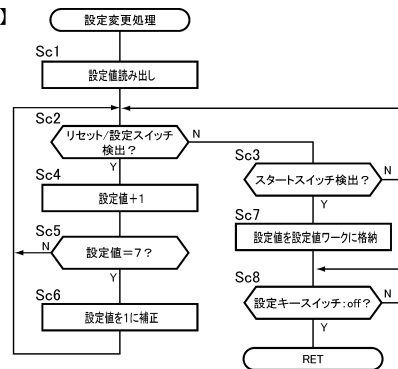 】
設定変更処理
Sc1
設定値読み出し
Sc2
リセット/設定スイッチ
検出？
N
Y
Sc3
スタートスイッチ検出？
N
Y
Sc4
設定値+1
Sc5
N
設定値=7？
Y
Sc7
設定値を設定値ワークに格納
Sc6
設定値を1に補正
Sc8
設定キースイッチ:off？
N
Y
RET